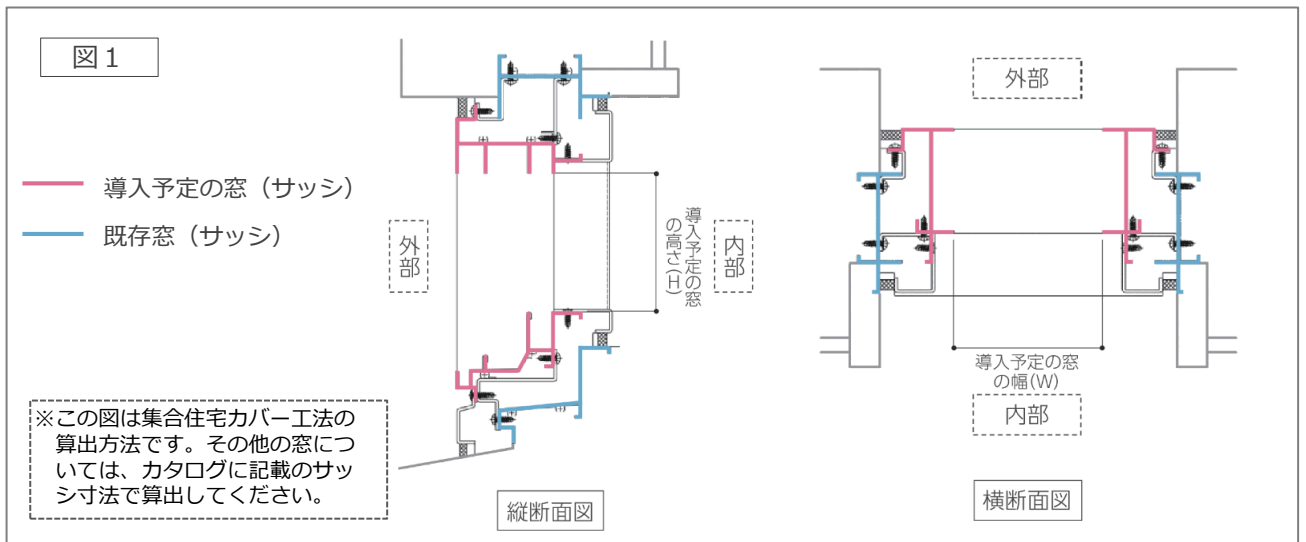 図１
導入予定の窓（サッシ）
既存窓（サッシ）
※この図は集合住宅カバー工法の
算出方法です。その他の窓につ
いては、カタログに記載のサッ
シ寸法で算出してください。
外部
導入予定の窓
の高さ(H)
内部
縦断面図
外部
導入予定の窓
の幅(W)
内部
横断面図